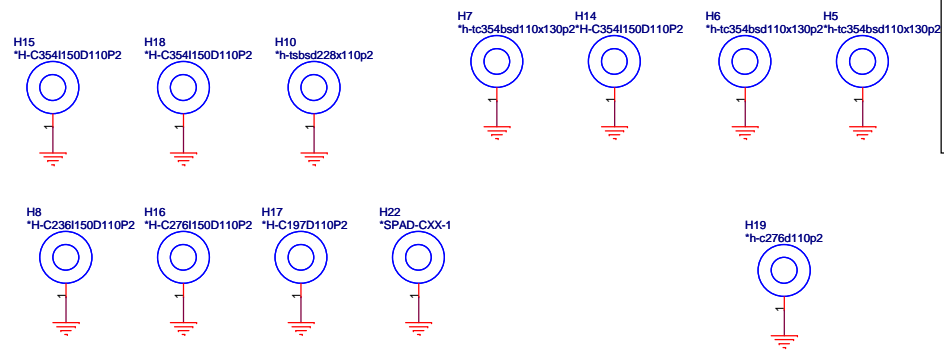 H7
*h-tc354bsd110x130p2
H14
*H-C354I150D110P2
H6
*h-tc354bsd110x130p2
H5
*h-tc354bsd110x130p2
H15
*H-C354I150D110P2
H18
*H-C354I150D110P2
H10
*h-tsbsd228x110p2
1
1
1
1
1
1
1
H8
*H-C236I150D110P2
H16
*H-C276I150D110P2
H17
*H-C197D110P2
H22
*SPAD-CXX-1
H19
*h-c276d110p2
1
1
1
1
1